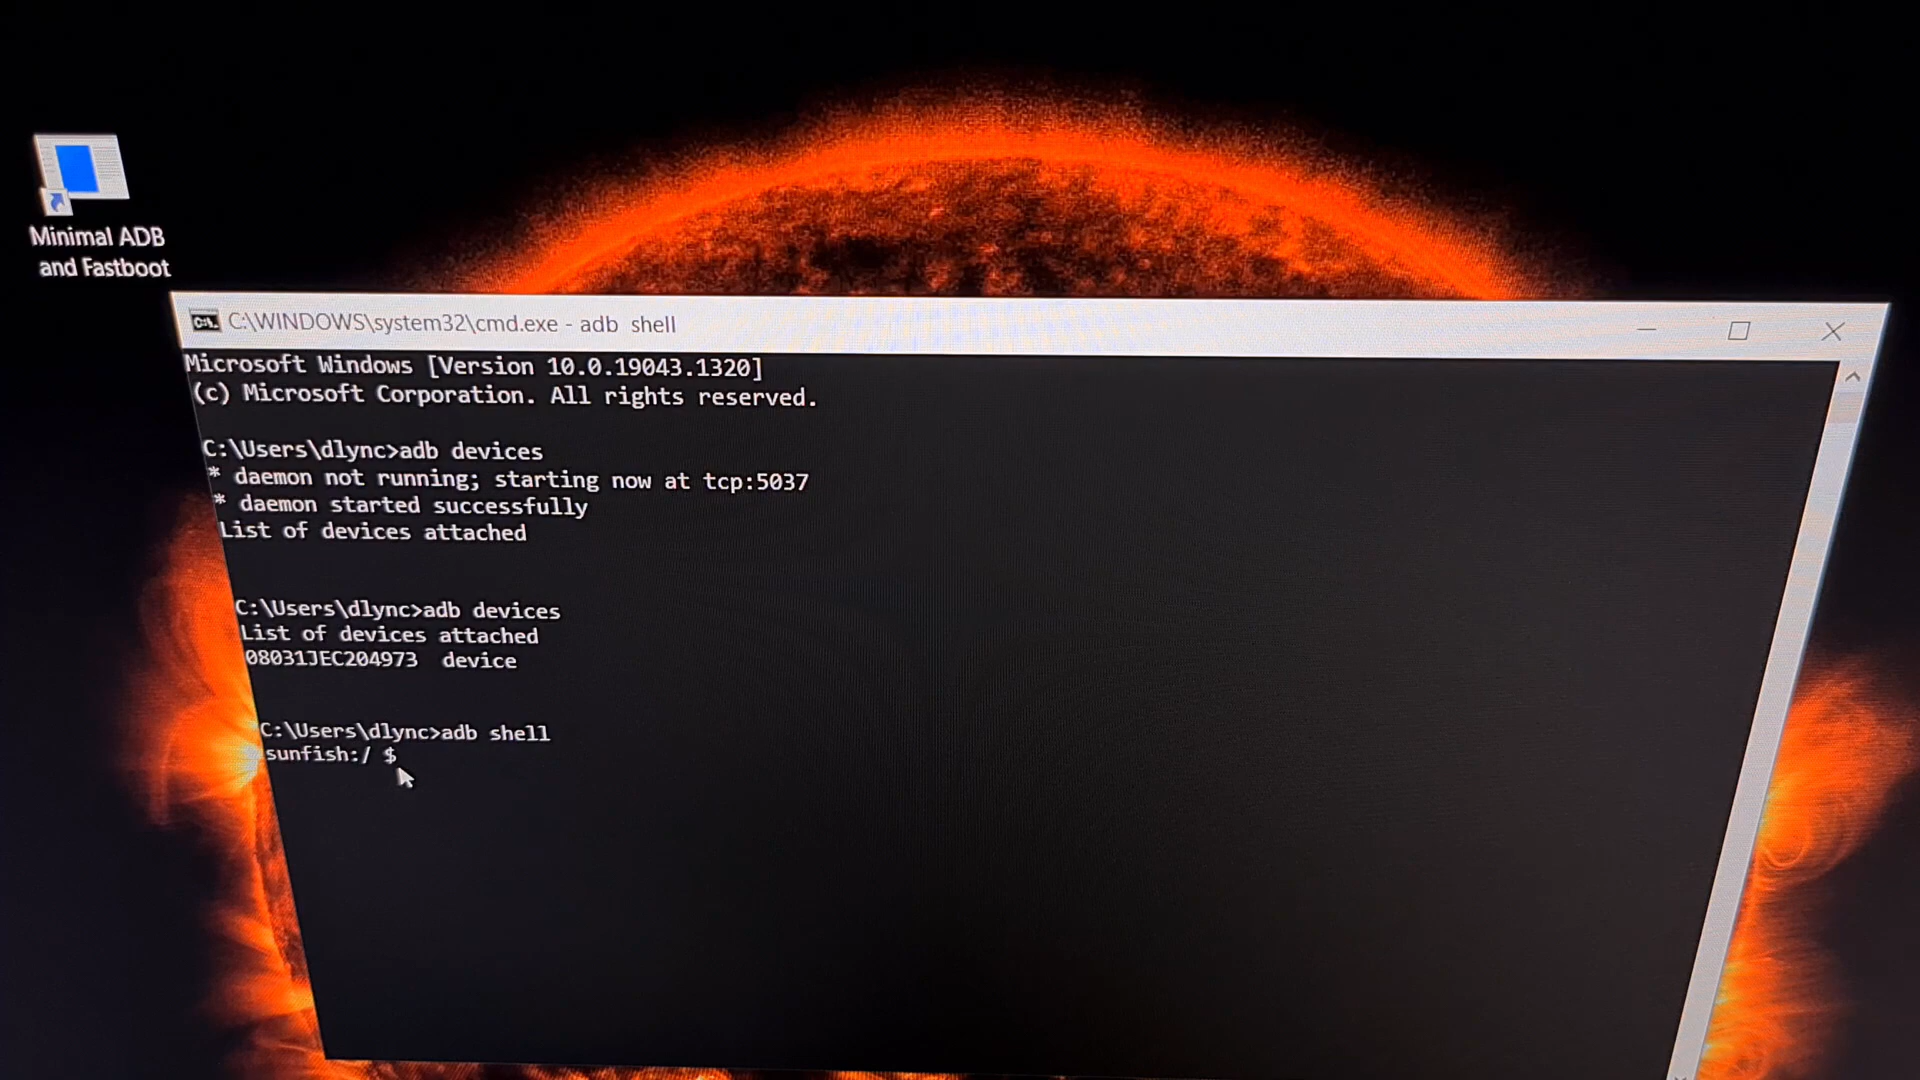 Minimal ADB
and Fastboot
C:\WINDOWS\system32\cmd.exe - adb shell
Microsoft Windows [Version 10.0.19043.1320]
(c) Microsoft Corporation. All rights reserved.
C:\Users\dlync>adb devices
* daemon not running; starting now at tcp:5037
* daemon started successfully
List of devices attached
C:\Users\dlync>adb devices
List of devices attached
08031JEC204973 device
C:\Users\dlync>adb shell
sunfish:/ $